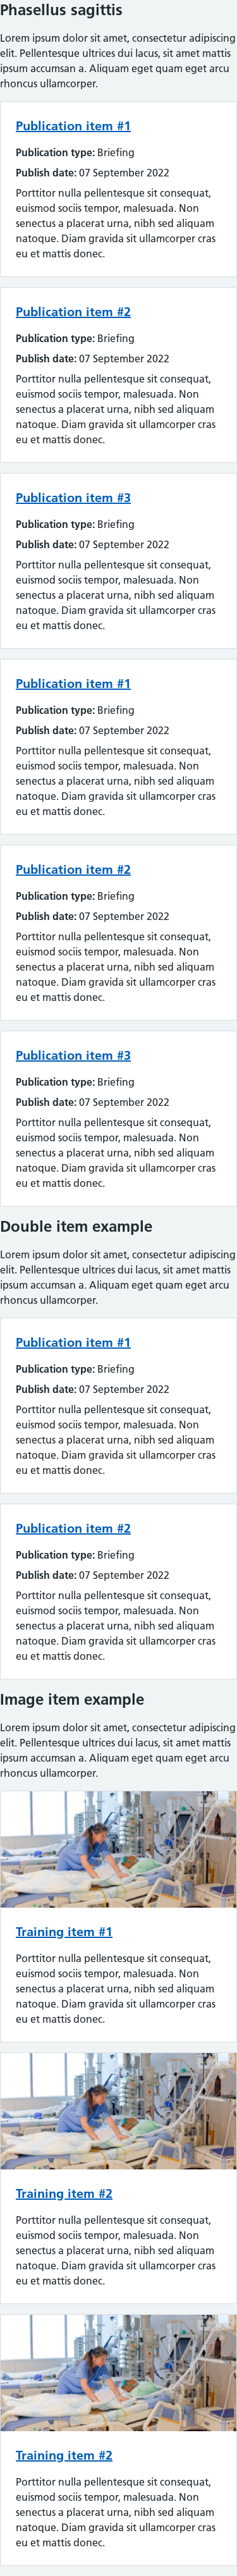 Phasellus sagittis
Lorem ipsum dolor sit amet, consectetur adipiscing
elit. Pellentesque ultrices dui lacus, sit amet mattis
ipsum accumsan a. Aliquam eget quam eget arcu
rhoncus ullamcorper.
Publication item #1
Publication type: Briefing
Publish date: 07 September 2022
Porttitor nulla pellentesque sit consequat,
euismod sociis tempor, malesuada. Non
senectus a placerat urna, nibh sed aliquam
natoque. Diam gravida sit ullamcorper cras
eu et mattis donec.
Publication item #2
Publication type: Briefing
Publish date: 07 September 2022
Porttitor nulla pellentesque sit consequat,
euismod sociis tempor, malesuada. Non
senectus a placerat urna, nibh sed aliquam
natoque. Diam gravida sit ullamcorper cras
eu et mattis donec.
Publication item #3
Publication type: Briefing
Publish date: 07 September 2022
Porttitor nulla pellentesque sit consequat,
euismod sociis tempor, malesuada. Non
senectus a placerat urna, nibh sed aliquam
natoque. Diam gravida sit ullamcorper cras
eu et mattis donec.
Publication item #1
Publication type: Briefing
Publish date: 07 September 2022
Porttitor nulla pellentesque sit consequat,
euismod sociis tempor, malesuada. Non
senectus a placerat urna, nibh sed aliquam
natoque. Diam gravida sit ullamcorper cras
eu et mattis donec.
Publication item #2
Publication type: Briefing
Publish date: 07 September 2022
Porttitor nulla pellentesque sit consequat,
euismod sociis tempor, malesuada. Non
senectus a placerat urna, nibh sed aliquam
natoque. Diam gravida sit ullamcorper cras
eu et mattis donec.
Publication item #3
Publication type: Briefing
Publish date: 07 September 2022
Porttitor nulla pellentesque sit consequat,
euismod sociis tempor, malesuada. Non
senectus a placerat urna, nibh sed aliquam
natoque. Diam gravida sit ullamcorper cras
eu et mattis donec.
Double item example
Lorem ipsum dolor sit amet, consectetur adipiscing
elit. Pellentesque ultrices dui lacus, sit amet mattis
ipsum accumsan a. Aliquam eget quam eget arcu
rhoncus ullamcorper.
Publication item #1
Publication type: Briefing
Publish date: 07 September 2022
Porttitor nulla pellentesque sit consequat,
euismod sociis tempor, malesuada. Non
senectus a placerat urna, nibh sed aliquam
natoque. Diam gravida sit ullamcorper cras
eu et mattis donec.
Publication item #2
Publication type: Briefing
Publish date: 07 September 2022
Porttitor nulla pellentesque sit consequat,
euismod sociis tempor, malesuada. Non
senectus a placerat urna, nibh sed aliquam
natoque. Diam gravida sit ullamcorper cras
eu et mattis donec.
Image item example
Lorem ipsum dolor sit amet, consectetur adipiscing
elit. Pellentesque ultrices dui lacus, sit amet mattis
ipsum accumsan a. Aliquam eget quam eget arcu
rhoncus ullamcorper.
Training item #1
Porttitor nulla pellentesque sit consequat,
euismod sociis tempor, malesuada. Non
senectus a placerat urna, nibh sed aliquam
natoque. Diam gravida sit ullamcorper cras
eu et mattis donec.
Training item #2
Porttitor nulla pellentesque sit consequat,
euismod sociis tempor, malesuada. Non
senectus a placerat urna, nibh sed aliquam
natoque. Diam gravida sit ullamcorper cras
eu et mattis donec.
Training item #2
Porttitor nulla pellentesque sit consequat,
euismod sociis tempor, malesuada. Non
senectus a placerat urna, nibh sed aliquam
natoque. Diam gravida sit ullamcorper cras
eu et mattis donec.